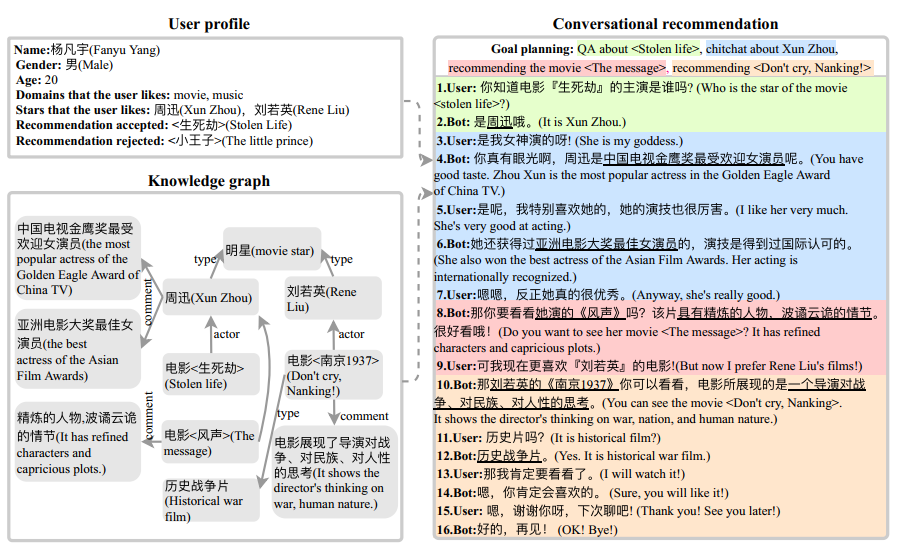 User profile
Name:杨凡宇(Fanyu Yang)
Gender: 男(Male)
Age: 20
Domains that the user likes: movie, music
Stars that the user likes: 周迅(Xun Zhou)，刘若英(Rene Liu)
Recommendation accepted: <生死劫>(Stolen Life)
Recommendation rejected: <小王子>(The little prince)
Knowledge graph
中国电视金鹰奖最受
欢迎女演员(the most
popular actress of the
Golden Eagle Award of
China TV)
亚洲电影大奖最佳女
演员(the best
actress of the Asian
Film Awards)
精炼的人物,波谲云诡
的情节(It has refined
characters and
capricious plots.)
明星(movie star)
type
type
周迅(Xun Zhou)
刘若英(Rene
Liu)
comment
actor
actor
电影<生死劫>
(Stolen life)
电影<南京1937>
(Don't cry,
Nanking!)
type
comment
comment
电影<风声>(The
message)
历史战争片
(Historical war
film)
电影展现了导演对战
争、对民族、对人性
的思考(It shows the
director's thinking on
war, human nature.)
Conversational recommendation
Goal planning: QA about <Stolen life>, chitchat about Xun Zhou,
recommending the movie <The message>, recommending <Don't cry, Nanking!>
1.User: 你知道电影『生死劫』的主演是谁吗? (Who is the star of the movie
<stolen life>?)
2.Bot: 是周迅哦。(It is Xun Zhou.)
3.User:是我女神演的呀! (She is my goddess.)
4.Bot: 你真有眼光啊，周迅是中国电视金鹰奖最受欢迎女演员呢。(You have
good taste. Zhou Xun is the most popular actress in the Golden Eagle Award
of China TV.)
5.User: 是呢，我特别喜欢她的，她的演技也很厉害。(I like her very much.
She's very good at acting.)
6.Bot:她还获得过亚洲电影大奖最佳女演员的，演技是得到过国际认可的。
(She also won the best actress of the Asian Film Awards. Her acting is
internationally recognized.)
7.User:嗯嗯，反正她真的很优秀。(Anyway, she's really good.)
8.Bot:那你要看看她演的《风声》吗？该片具有精炼的人物、波谲云诡的情节。
很好看哦！ (Do you want to see her movie <The message>? It has refined
characters and capricious plots.)
9.User:可我现在更喜欢『刘若英』的电影!(But now I prefer Rene Liu's films!)
10.Bot:那刘若英的《南京1937》你可以看看，电影所展现的是一个导演对战
争、对民族、对人性的思考。(You can see the movie <Don't cry, Nanking>.
It shows the director's thinking on war, nation, and human nature.)
11.User: 历史片吗? (It is historical film?)
12.Bot:历史战争片。(Yes. It is historical war film.)
13.User:那我肯定要看看了。(I will watch it!)
14.Bot:嗯，你肯定会喜欢的。 (Sure, you will like it!)
15.User: 嗯，谢谢你呀，下次聊吧! (Thank you! See you later!)
16.Bot:好的，再见！ (OK! Bye!)